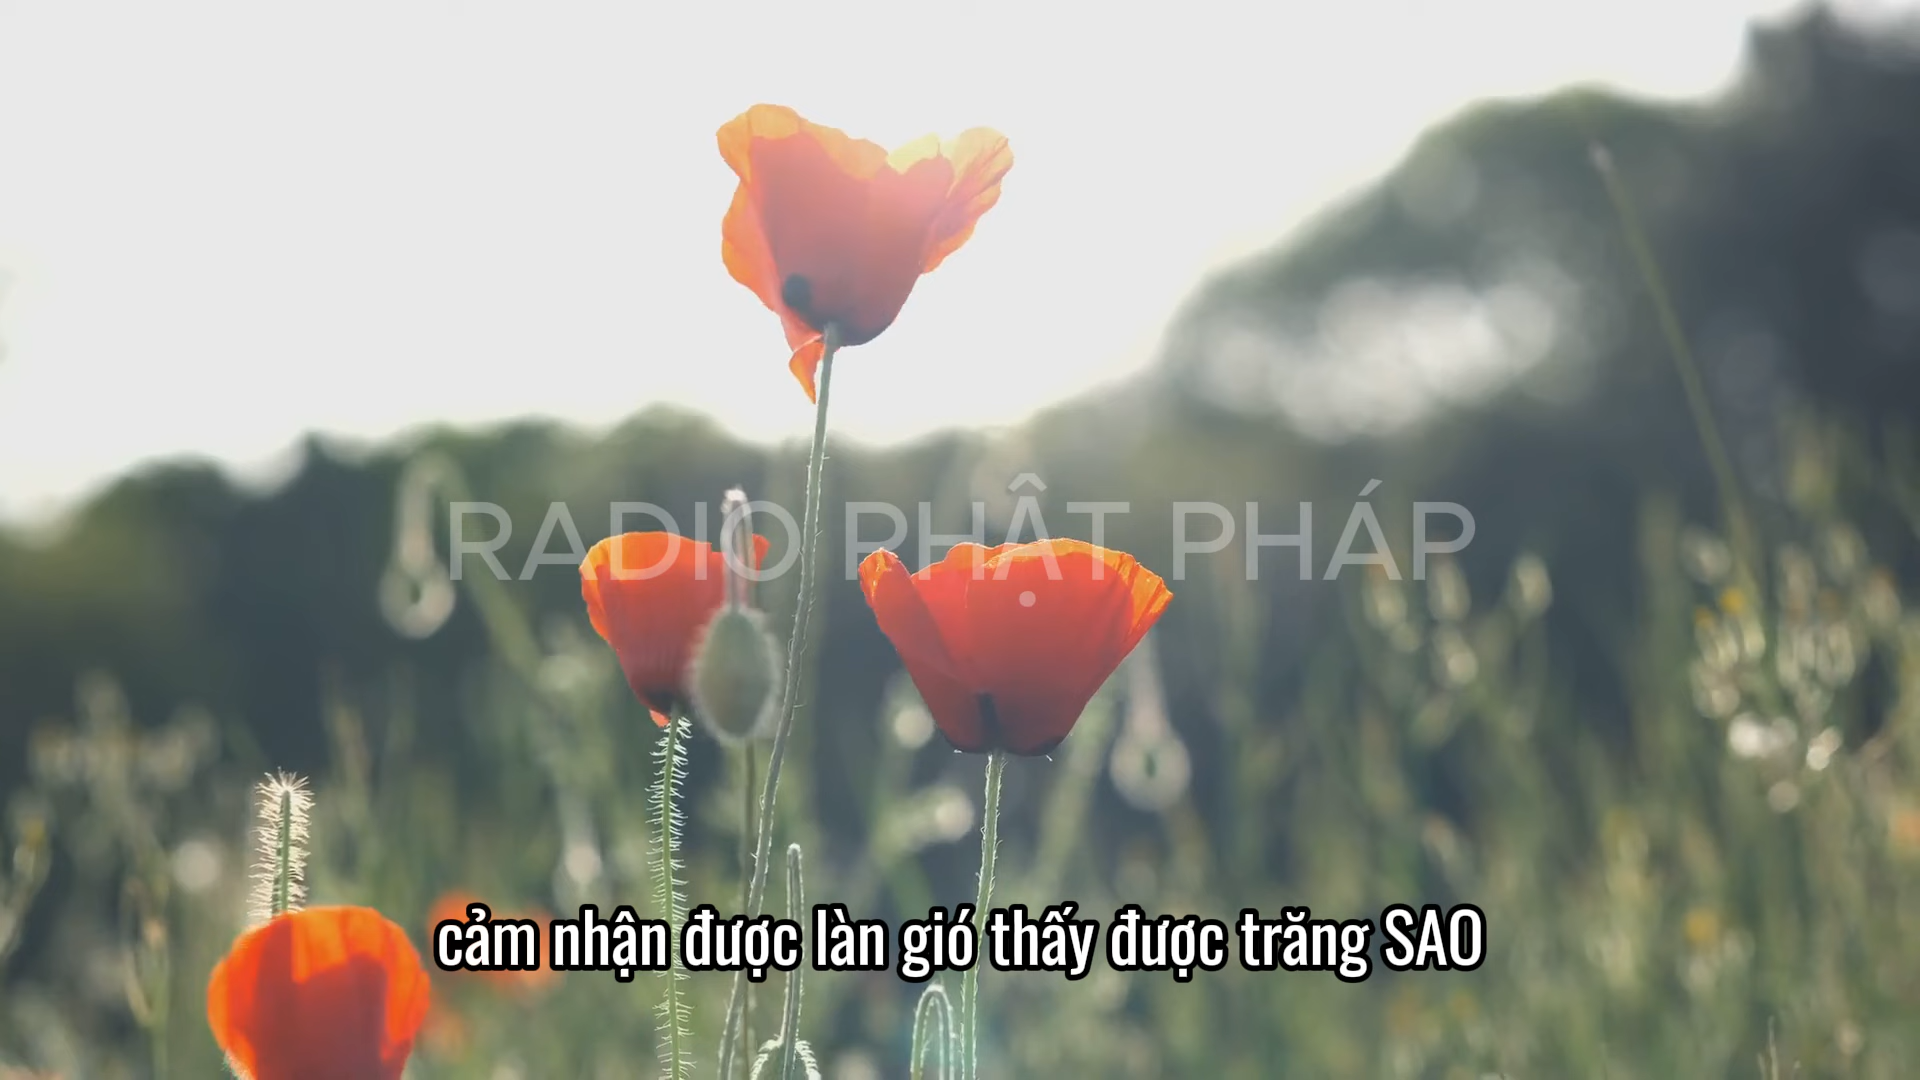 RADIO PHẬT PHÁP
cảm nhận được làn gió thấy được trăng SAO